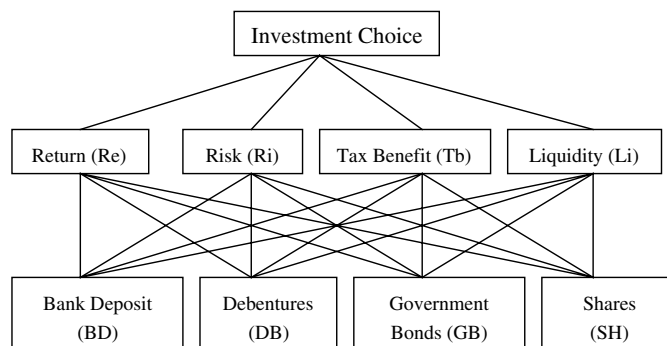 Investment Choice
Return (Re)
Risk (Ri)
Tax Benefit (Tb)
Liquidity (Li)
Bank Deposit
(BD)
Debentures
(DB)
Government
Bonds (GB)
Shares
(SH)